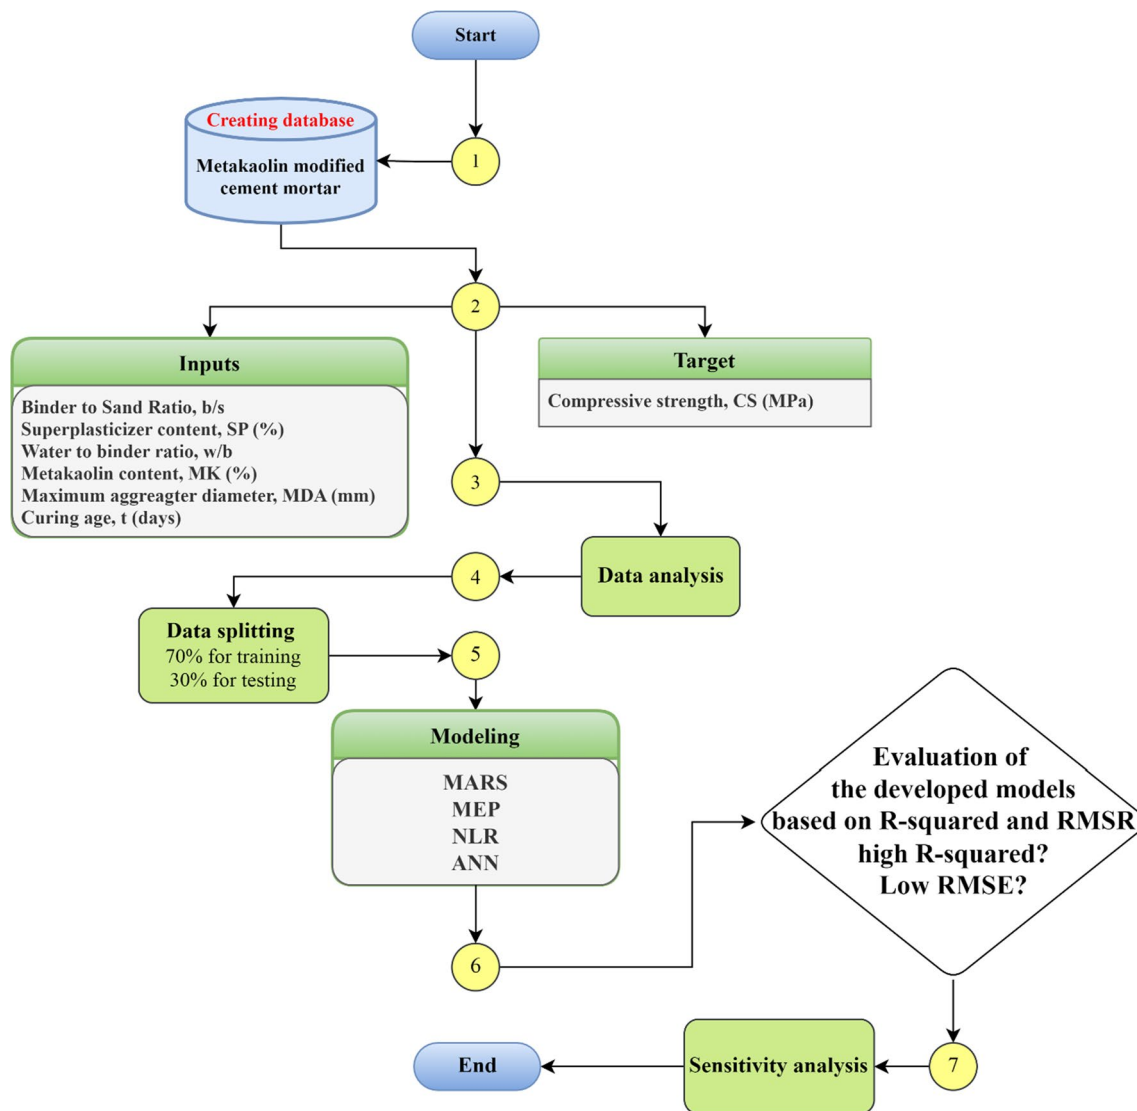 Start
Creating database
Metakaolin modified
cement mortar
1
2
Inputs
Binder to Sand Ratio, b/s
Superplasticizer content, SP (%)
Water to binder ratio, w/b
Metakaolin content, MK (%)
Maximum aggreagter diameter, MDA (mm)
Curing age, t (days)
Target
Compressive strength, CS (MPa)
3
Data analysis
4
Data splitting
70% for training
30% for testing
5
Modeling
MARS
MEP
NLR
ANN
6
Evaluation of
the developed models
based on R-squared and RMSR
high R-squared?
Low RMSE?
7
Sensitivity analysis
End